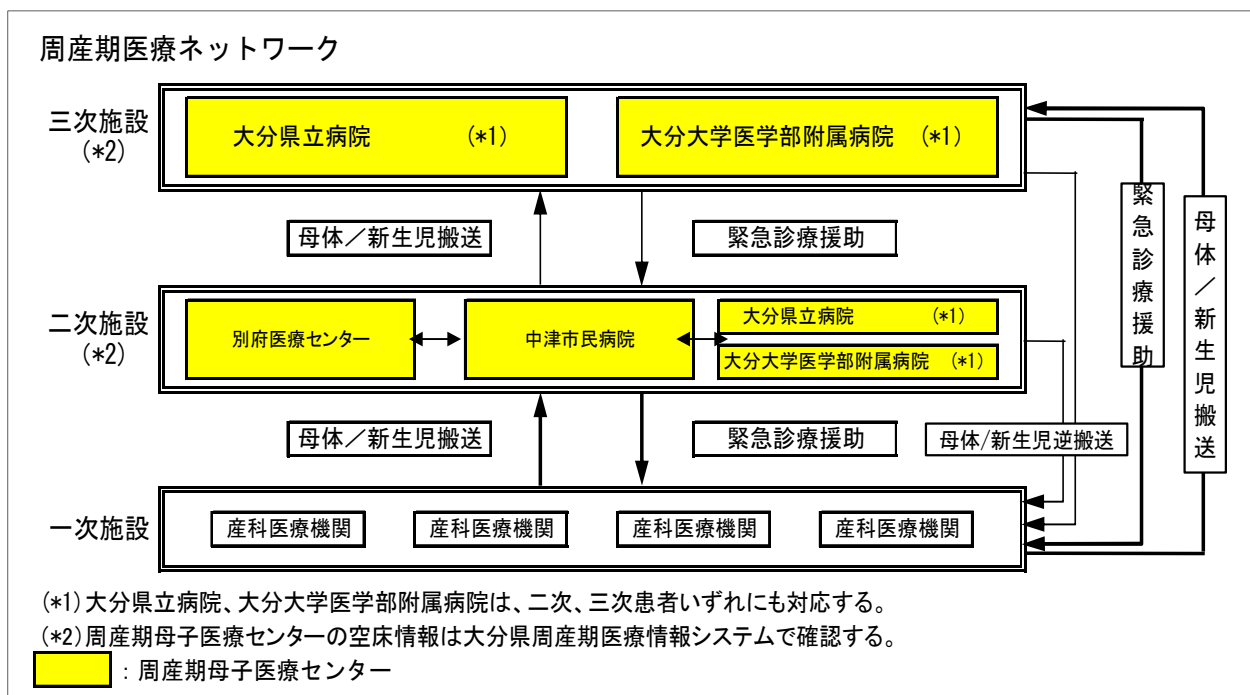 周産期医療ネットワーク
三次施設
(*2)
大分県立病院 (*1)
大分大学医学部附属病院 (*1)
母体／新生児搬送
緊急診療援助
二次施設
(*2)
別府医療センター
中津市民病院
大分県立病院 (*1)
大分大学医学部附属病院 (*1)
母体／新生児搬送
緊急診療援助
母体/新生児逆搬送
緊急診療援助
母体／新生児搬送
一次施設
産科医療機関
産科医療機関
産科医療機関
産科医療機関
(*1)大分県立病院、大分大学医学部附属病院は、二次、三次患者いずれにも対応する。
(*2)周産期母子医療センターの空床情報は大分県周産期医療情報システムで確認する。
：周産期母子医療センター